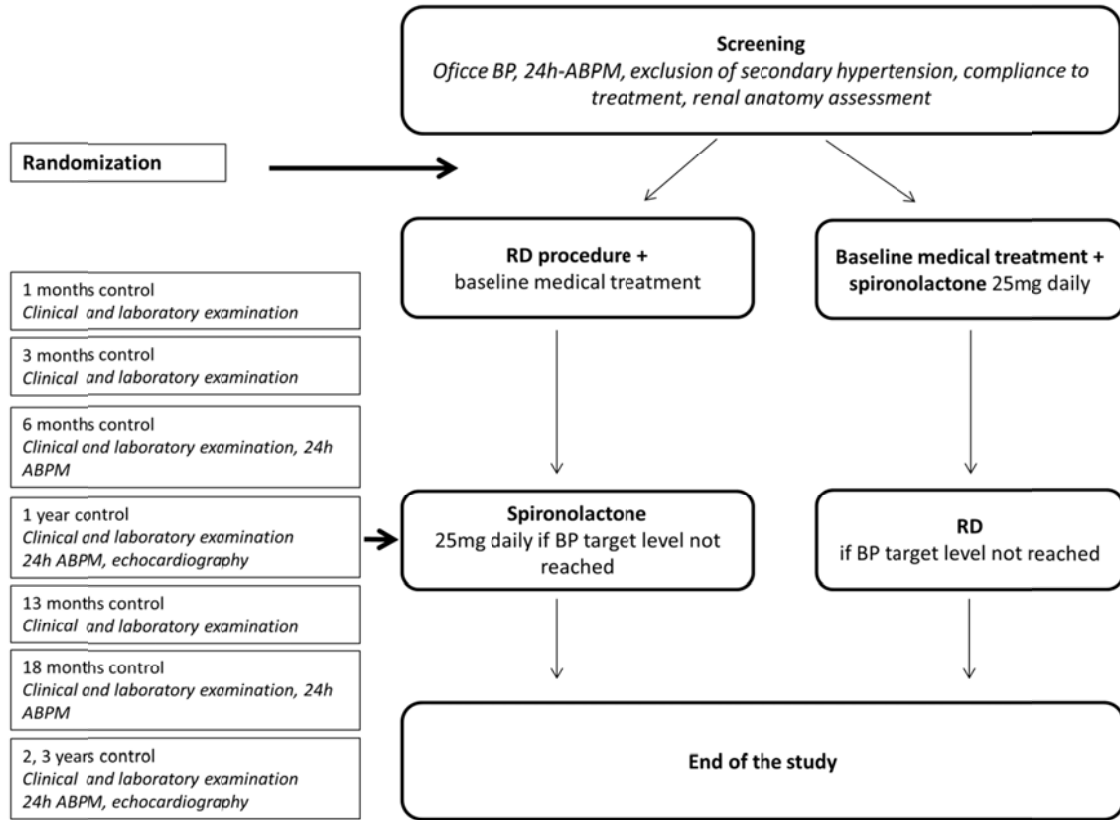 Screening
Oficce BP, 24h-ABPM, exclusion of secondary hypertension, compliance to
treatment, renal anatomy assessment
Randomization
RD procedure +
baseline medical treatment
Baseline medical treatment +
spironolactone 25mg daily
1 months control
Clinical and laboratory examination
3 months control
Clinical and laboratory examination
6 months control
Clinical and laboratory examination, 24h
ABPM
1 year control
Clinical and laboratory examination
24h ABPM, echocardiography
Spironolactone
25mg daily if BP target level not
reached
RD
if BP target level not reached
13 months control
Clinical and laboratory examination
18 months control
Clinical and laboratory examination, 24h
ABPM
2, 3 years control
Clinical and laboratory examination
24h ABPM, echocardiography
End of the study